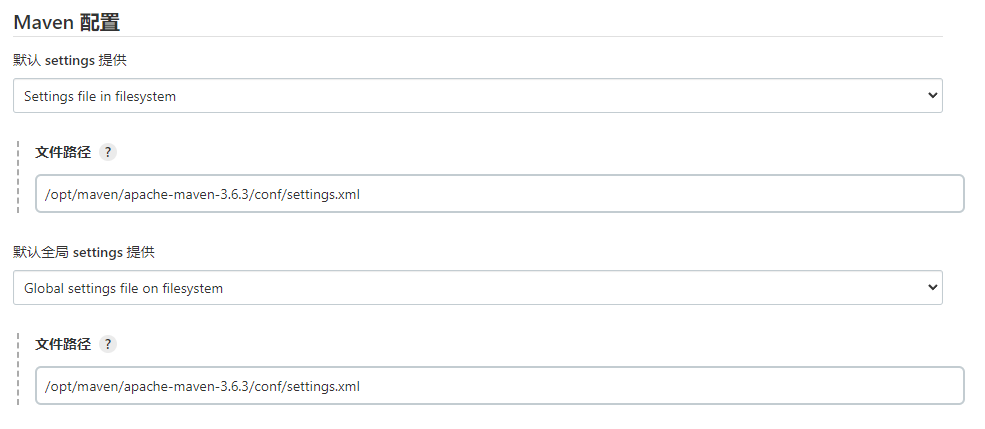 Maven 配置
默认 settings 提供
Settings file in filesystem
文件路径 ?
/opt/maven/apache-maven-3.6.3/conf/settings.xml
默认全局 settings 提供
Global settings file on filesystem
文件路径 ?
/opt/maven/apache-maven-3.6.3/conf/settings.xml